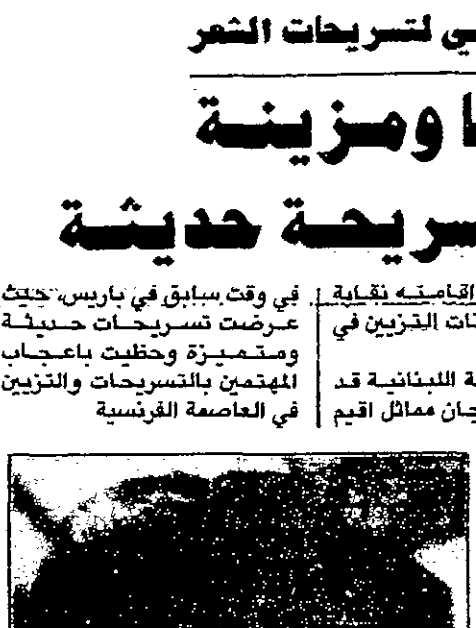 ي لتسريحات الشعر
ا ومزينة
سريحة حديثة
اقامته نقابة
ات التزيين في
ة اللبنانية قد
جان مماثل اقيم
في وقت سابق في باريس، حيث
عرضت تسريحات حديثة
ومتميزة وحظيت باعجاب
المهتمين بالتسريحات والتزيين
في العاصمة الفرنسية